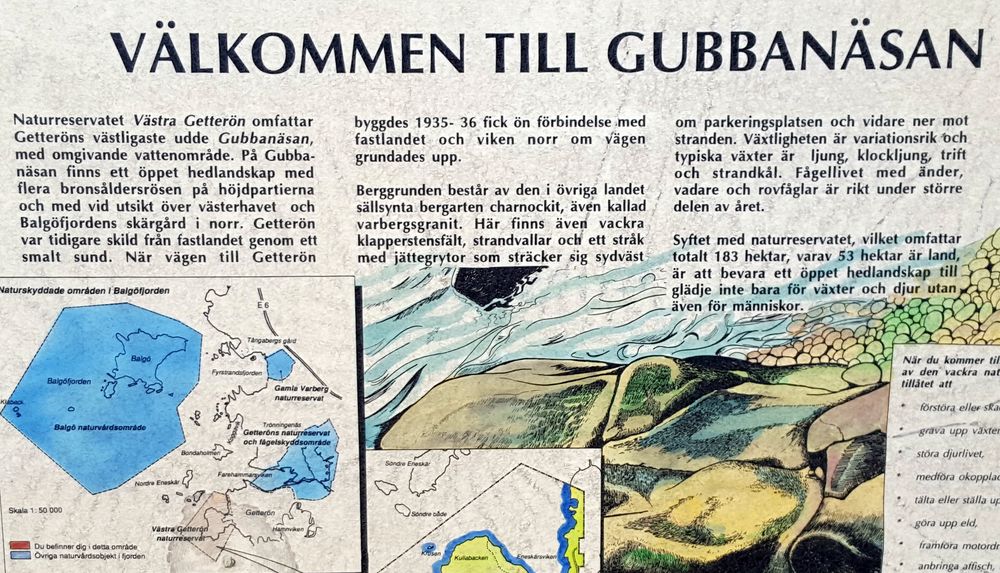 VÄLKOMMEN TILL GUBBANÄSAN
Naturreservatet Västra Getterön omfattar
Getteröns västligaste udde Gubbanäsan,
med omgivande vattenområde. På Gubba-
näsan finns ett öppet hedlandskap med
flera bronsåldersrösen på höjdpartierna
och med vid utsikt över västerhavet och
Balgöfjordens skärgård i norr. Getterön
var tidigare skild från fastlandet genom ett
smalt sund. När vägen till Getterön
byggdes 1935- 36 fick ön förbindelse med
fastlandet och viken norr om vägen
grundades upp.
Berggrunden består av den i övriga landet
sällsynta bergarten charnockit, även kallad
varbergsgranit. Här finns även vackra
klapperstensfält, strandvallar och ett stråk
med jättegrytor som sträcker sig sydväst
om parkeringsplatsen och vidare ner mot
stranden. Växtligheten är variationsrik och
typiska växter är ljung, klockljung, trift
och strandkål. Fågellivet med änder,
vadare och rovfåglar är rikt under större
delen av året.
Syftet med naturreservatet, vilket omfattar
totalt 183 hektar, varav 53 hektar är land,
är att bevara ett öppet hedlandskap till
glädje inte bara för växter och djur utan
även för människor.
Naturskyddade områden i Balgöfjorden
E 6
Tångabergs gård
Balgö
Fyrstrandsfjorden
Balgöfjorden
Gamla Varberg
naturreservat
Balgö naturvårdsområde
Trönningenäs
Getteröns naturreservat
och fågelskyddsområde
Bondaholmen
Farehammarsviken
Nordre Eneskär
Skala 1: 50 000
Getterön
Västra Getterön
naturreservat
Hamnviken
Du befinner dig i detta område
Övriga naturvårdsobjekt i fjorden
Söndre Eneskär
Söndre både
Krusen
Kullabacken
Eneskärsviken
När du kommer til
av den vackra nat
tillåtet att
• förstöra eller ska
• gräva upp växter
• störa djurlivet,
• medföra okoppla
• tälta eller ställa up
• göra upp eld,
• framföra motordr
• anbringa affisch,